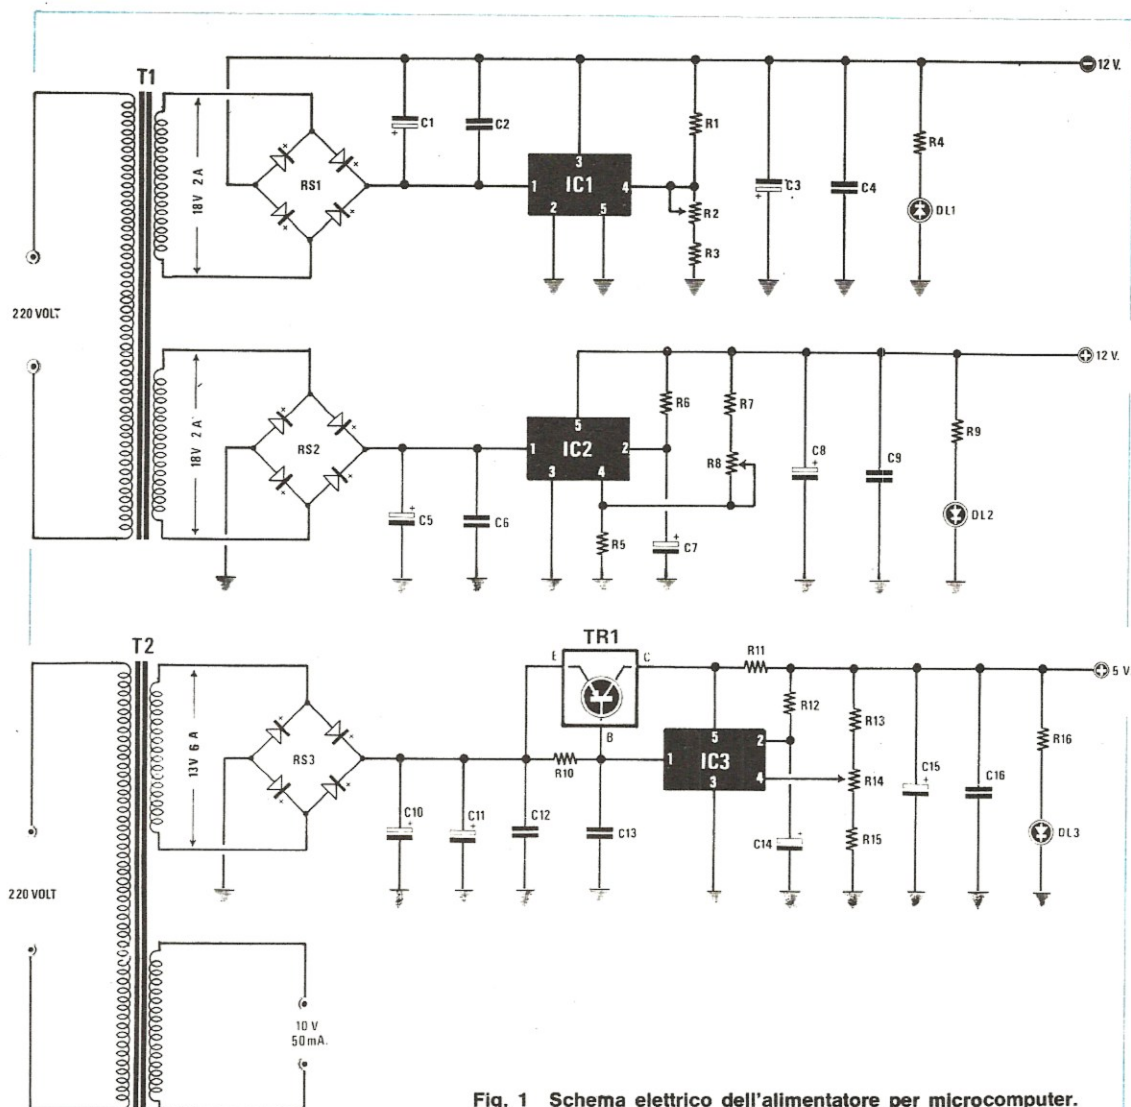 T1
220 VOLT
18V 2 A
RS1
C1
C2
1
3
IC1
4
2
5
R1
R2
R3
C3
C4
R4
DL1
12 V.
18V 2 A
RS2
C5
C6
5
1
IC2
2
3
4
R5
R6
C7
R7
R8
C8
C9
R9
DL2
12 V.
T2
220 VOLT
13V 6 A
RS3
C10
C11
C12
R10
TR1
E
C
B
C13
5
1
IC3
2
3
4
R11
R12
C14
R13
R14
R15
C15
C16
R16
DL3
5 V.
10 V
50mA.
Fig. 1 Schema elettrico dell'alimentatore per microcomputer.